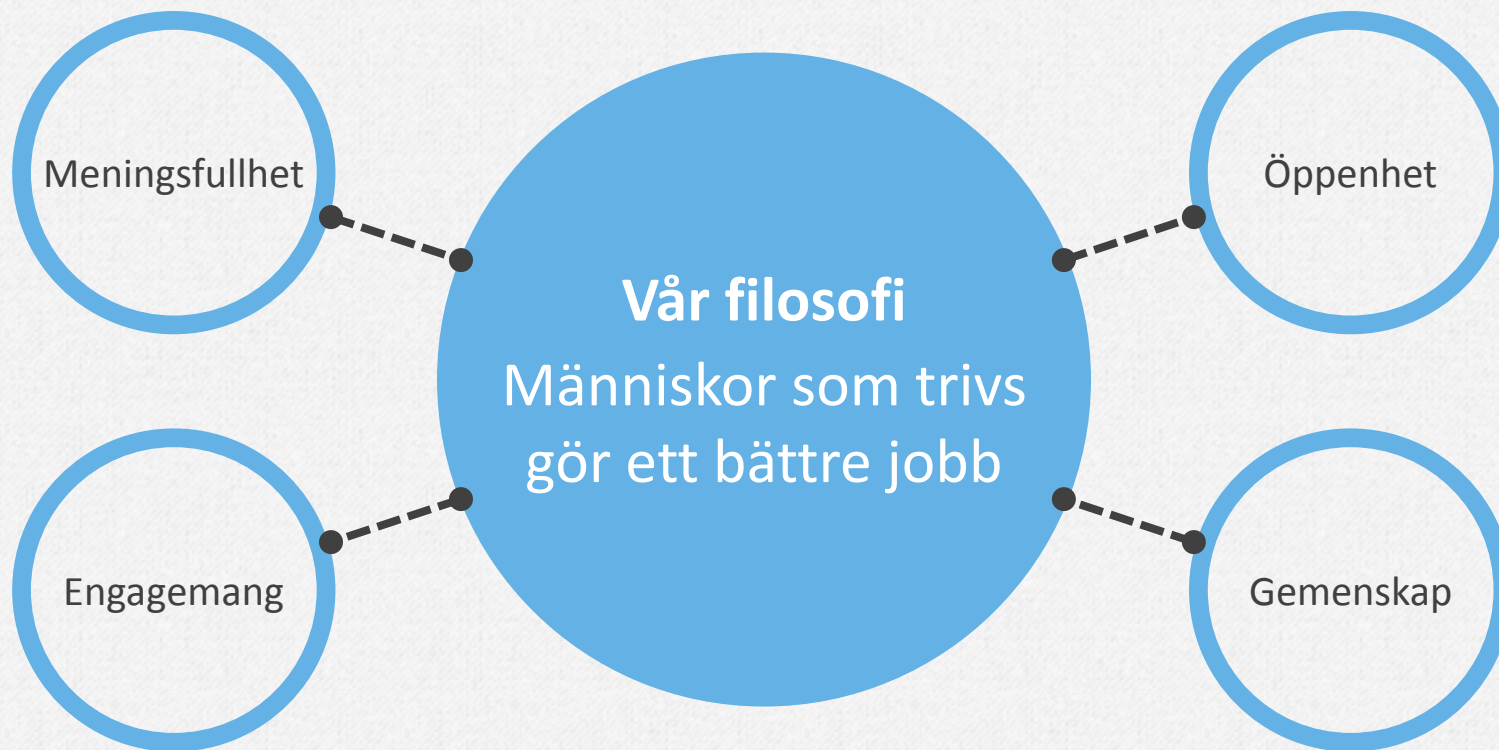 Meningsfullhet
Öppenhet
Vår filosofi
Människor som trivs
gör ett bättre jobb
Engagemang
Gemenskap